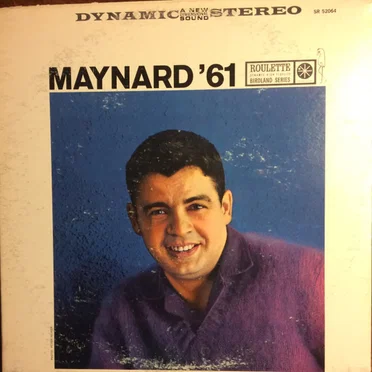 DYNAMIC A NEW SOUND STEREO
SR 52064
MAYNARD '61
ROULETTE
BIRDLAND SERIES